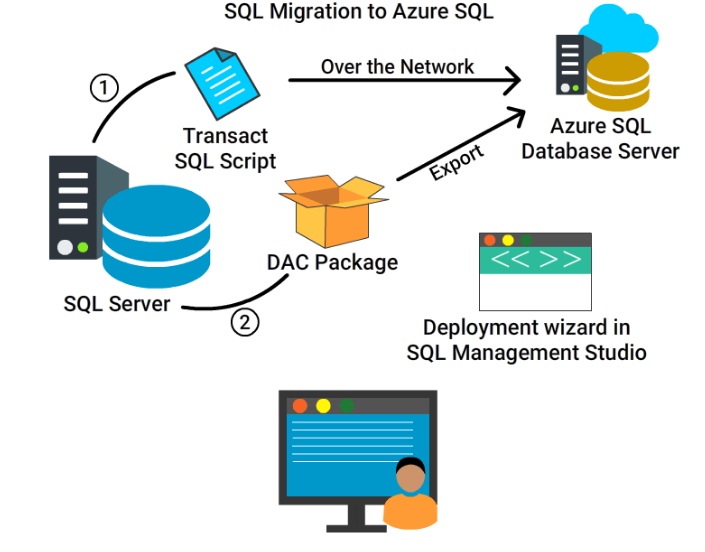 SQL Migration to Azure SQL
1
Transact
SQL Script
Over the Network
Azure SQL
Database Server
Export
DAC Package
SQL Server
2
<< >>
Deployment wizard in
SQL Management Studio